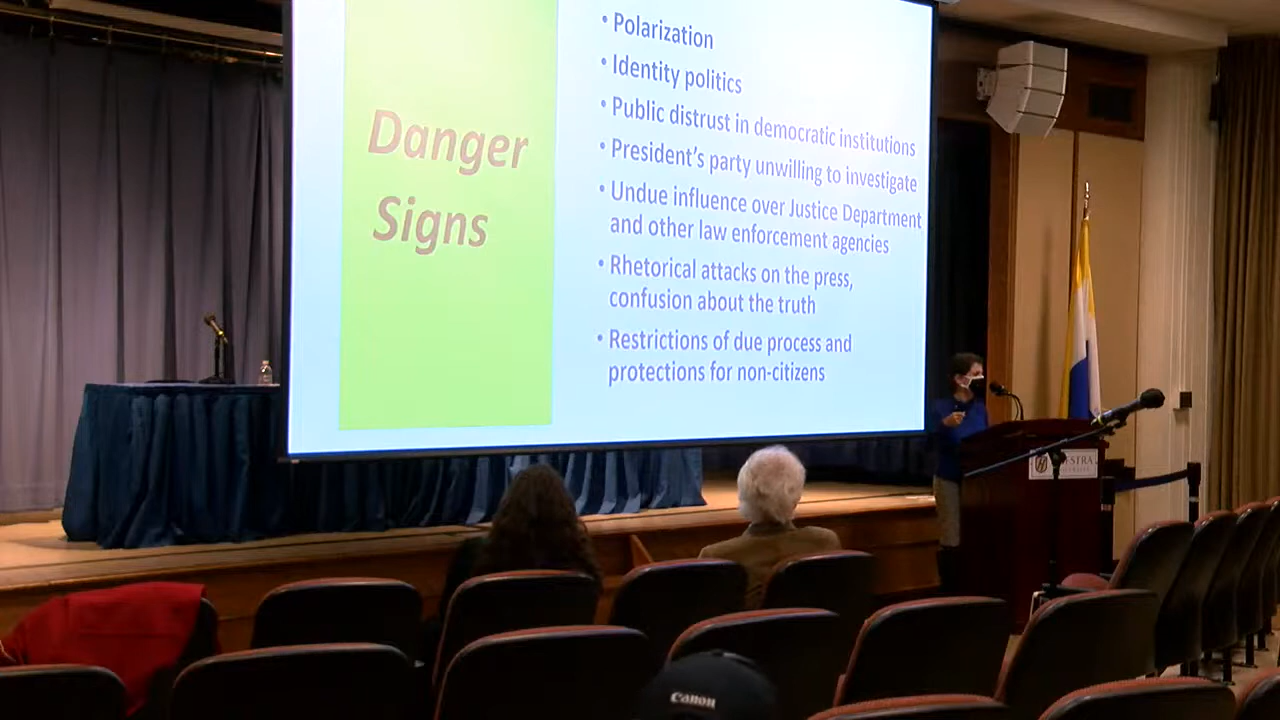 Danger
Signs
• Polarization
• Identity politics
• Public distrust in democratic institutions
• President's party unwilling to investigate
• Undue influence over Justice Department
and other law enforcement agencies
• Rhetorical attacks on the press,
confusion about the truth
• Restrictions of due process and
protections for non-citizens
Canon